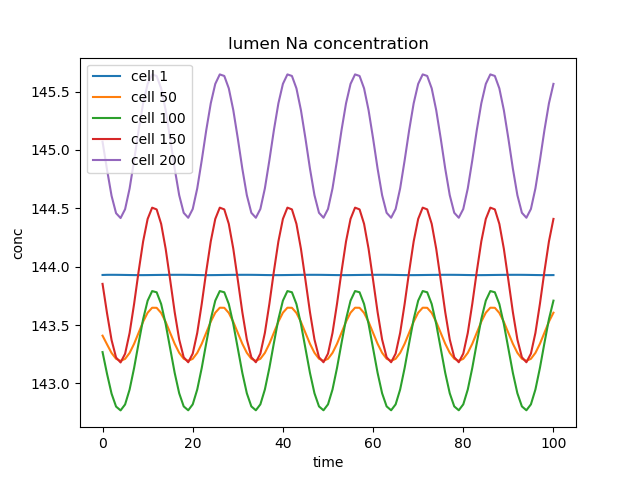 lumen Na concentration
cell 1
cell 50
cell 100
cell 150
cell 200
conc
145.5
145.0
144.5
144.0
143.5
143.0
0
20
40
60
80
100
time